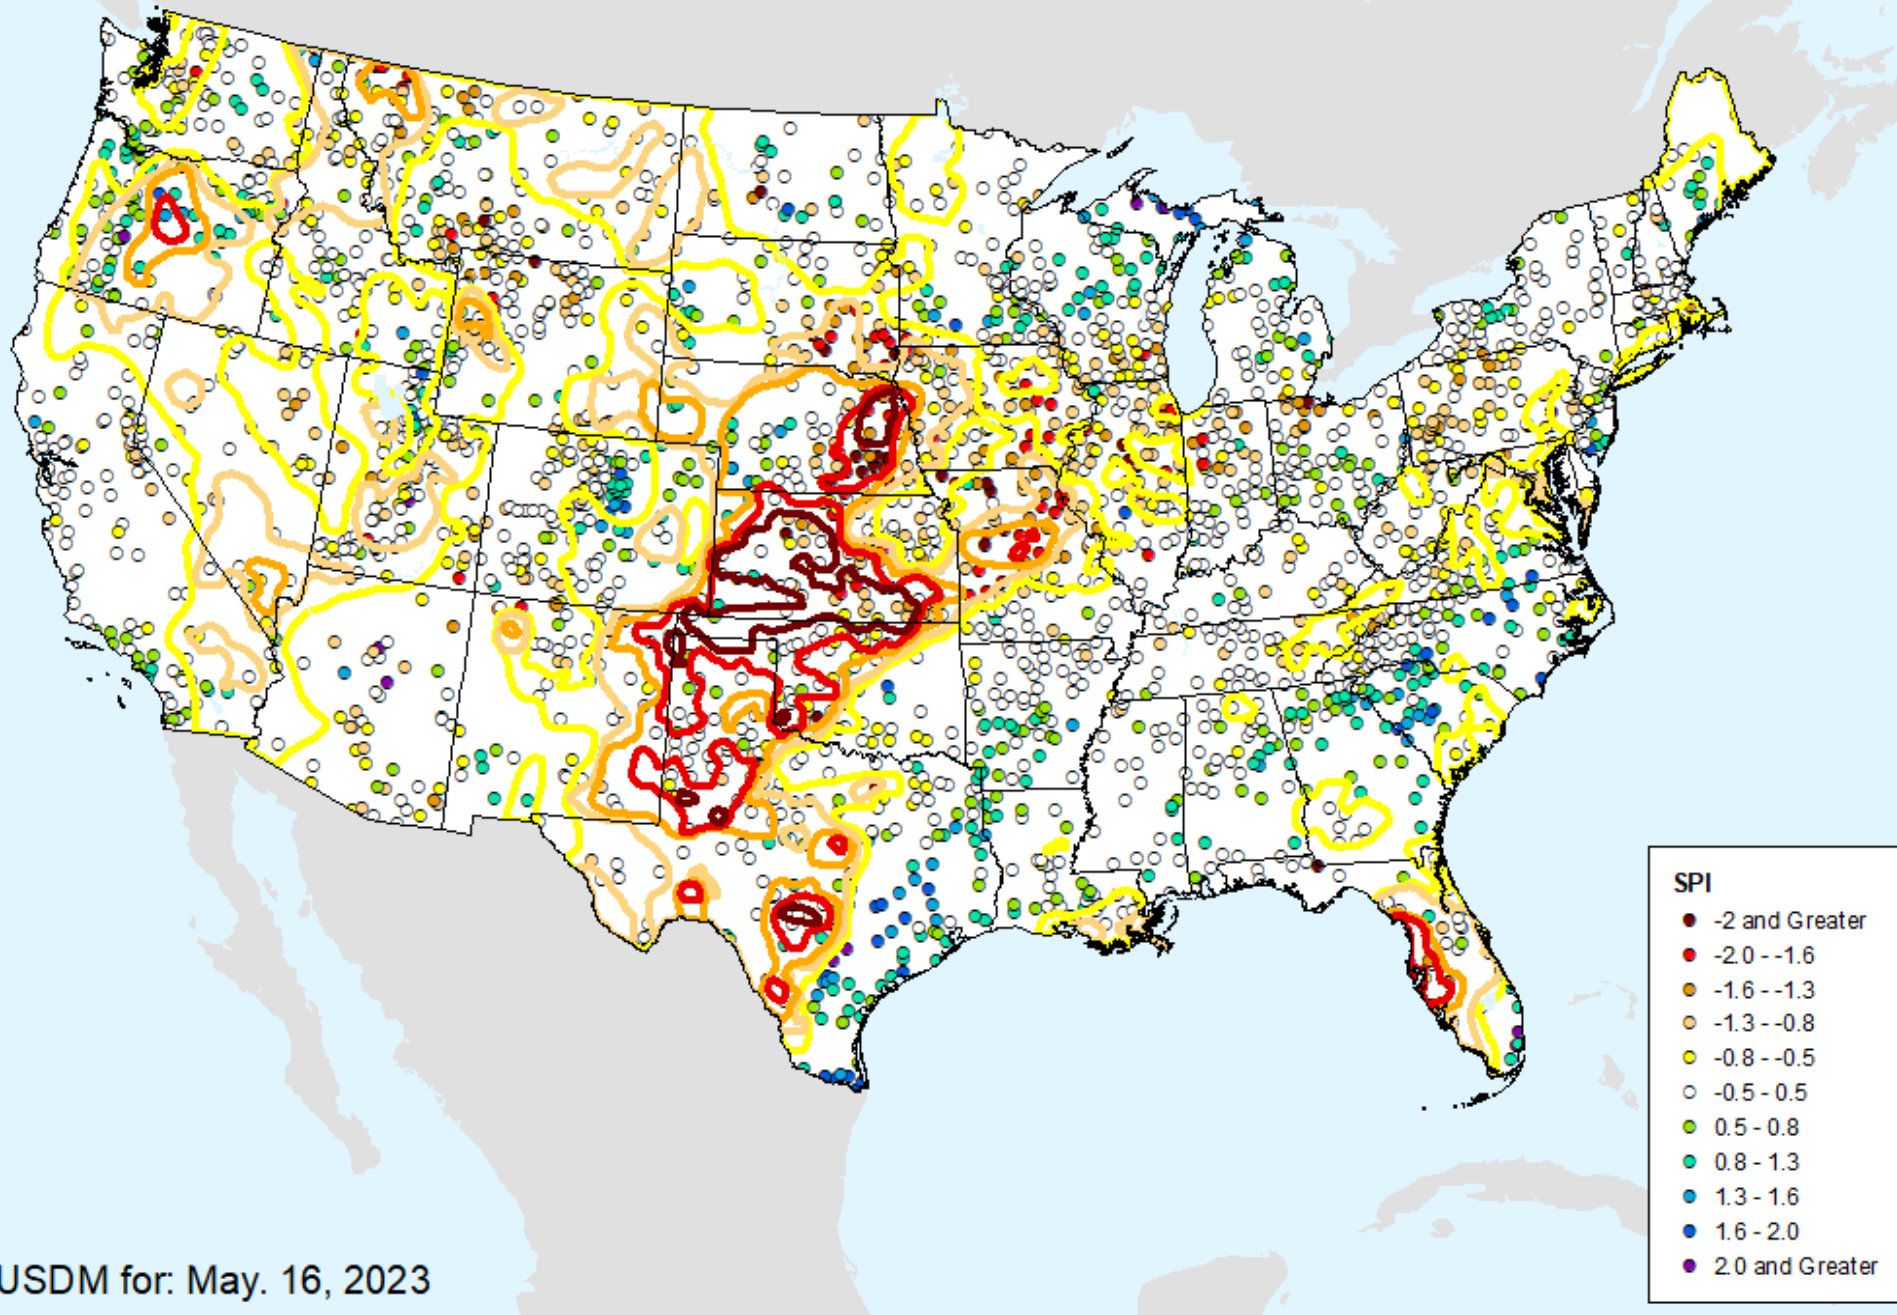 SPI
-2 and Greater
-2.0 - -1.6
-1.6 - -1.3
-1.3 - -0.8
-0.8 - -0.5
-0.5 - 0.5
0.5 - 0.8
0.8 - 1.3
1.3 - 1.6
1.6 - 2.0
2.0 and Greater
USDM for: May. 16, 2023